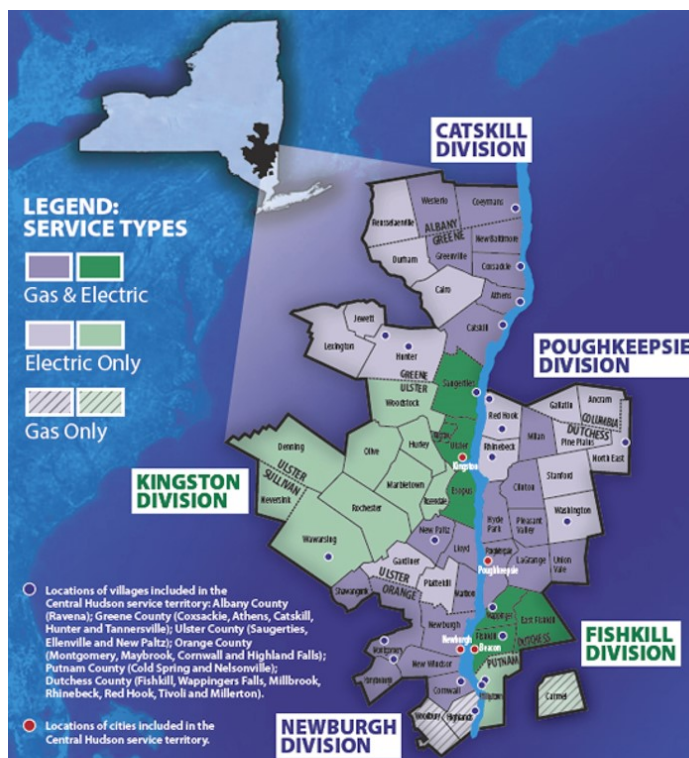 CATSKILL
DIVISION
LEGEND:
SERVICE TYPES
Gas & Electric
Electric Only
Gas Only
Westerlo
Coeymans
Rensselaerville
ALBANY
GREENE
New Baltimore
Durham
Greenville
Coxsackie
Cairo
Athens
Catskill
Jewett
Lexington
Hunter
GREENE
ULSTER
Woodstock
Saugerties
POUGHKEEPSIE
DIVISION
Gallatin
Ancram
COLUMBIA
Red Hook
Milan
DUTCHESS
Pine Plains
North East
Rhinebeck
Denning
Olive
Hurley
Ulster
Kingston
Stanford
KINGSTON
DIVISION
ULSTER
SULLIVAN
Neversink
Marbletown
Rochester
Rosendale
Esopus
Clinton
Washington
Hyde
Park
Pleasant
Valley
Wawarsing
New Paltz
Lloyd
Poughkeepsie
Poughkeepsie
LaGrange
Union
Vale
Gardiner
ULSTER
ORANGE
Shawangunk
Plattekill
Marlboro
Wappinger
East Fishkill
Newburgh
Fishkill
DUTCHESS
Newburgh
Beacon
PUTNAM
Montgomery
New Windsor
Cornwall
Woodbury
Highlands
Carmel
FISHKILL
DIVISION
NEWBURGH
DIVISION
Locations of villages included in the
Central Hudson service territory: Albany County
(Ravena); Greene County (Coxsackie, Athens, Catskill,
Hunter and Tannersville); Ulster County (Saugerties,
Ellenville and New Paltz); Orange County
(Montgomery, Maybrook, Cornwall and Highland Falls);
Putnam County (Cold Spring and Nelsonville);
Dutchess County (Fishkill, Wappingers Falls, Millbrook,
Rhinebeck, Red Hook, Tivoli and Millerton).
Locations of cities included in the
Central Hudson service territory.